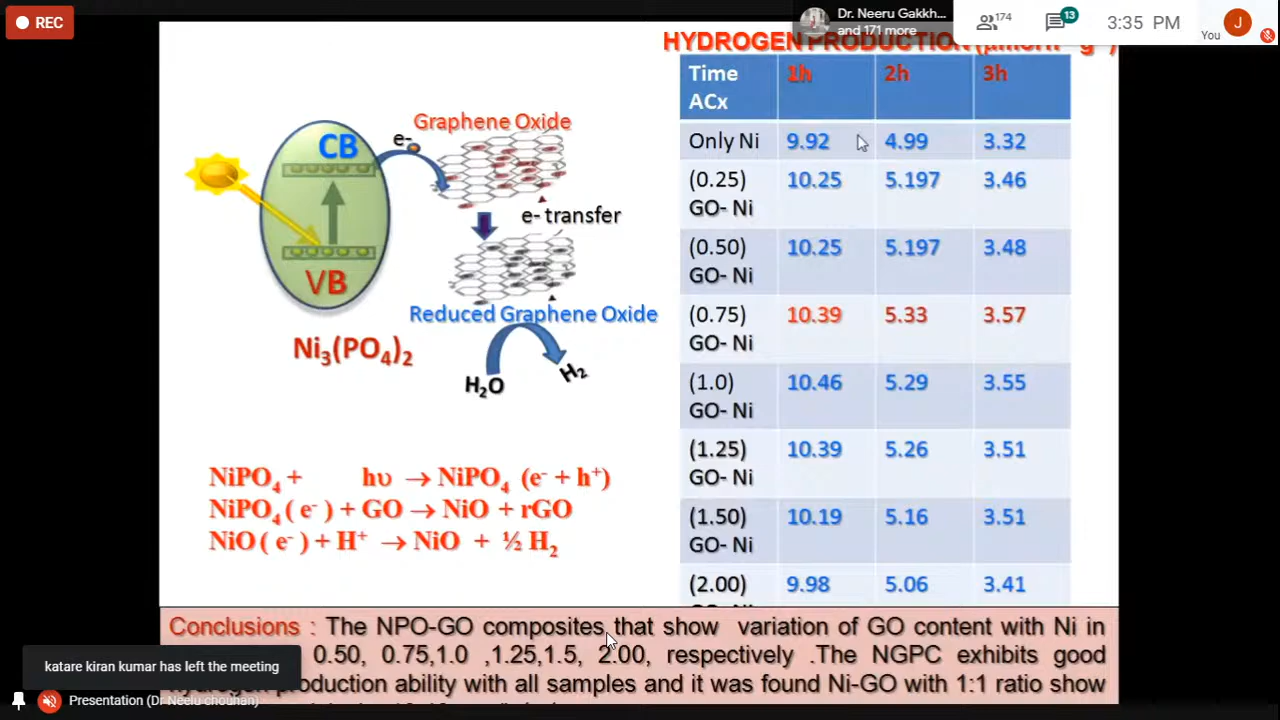 REC
Dr. Neeru Gakkh...
and 171 more
174
13
3:35 PM
You
J
HYDROGEN PRODUCTION
Time
ACx
1h
2h
3h
Only Ni
9.92
4.99
3.32
(0.25)
GO- Ni
10.25
5.197
3.46
(0.50)
GO- Ni
10.25
5.197
3.48
(0.75)
GO- Ni
10.39
5.33
3.57
(1.0)
GO- Ni
10.46
5.29
3.55
(1.25)
GO- Ni
10.39
5.26
3.51
(1.50)
GO- Ni
10.19
5.16
3.51
(2.00)
9.98
5.06
3.41
CB
e-
Graphene Oxide
e- transfer
VB
Reduced Graphene Oxide
Ni₃(PO₄)₂
H₂O
H₂
NiPO₄ + hυ → NiPO₄ (e⁻ + h⁺)
NiPO₄ ( e⁻ ) + GO → NiO + rGO
NiO ( e⁻ ) + H⁺ → NiO + ½ H₂
Conclusions : The NPO-GO composites that show variation of GO content with Ni in
0.50, 0.75,1.0 ,1.25,1.5, 2.00, respectively .The NGPC exhibits good
production ability with all samples and it was found Ni-GO with 1:1 ratio show
katare kiran kumar has left the meeting
Presentation (Dr Neelu chouhan)